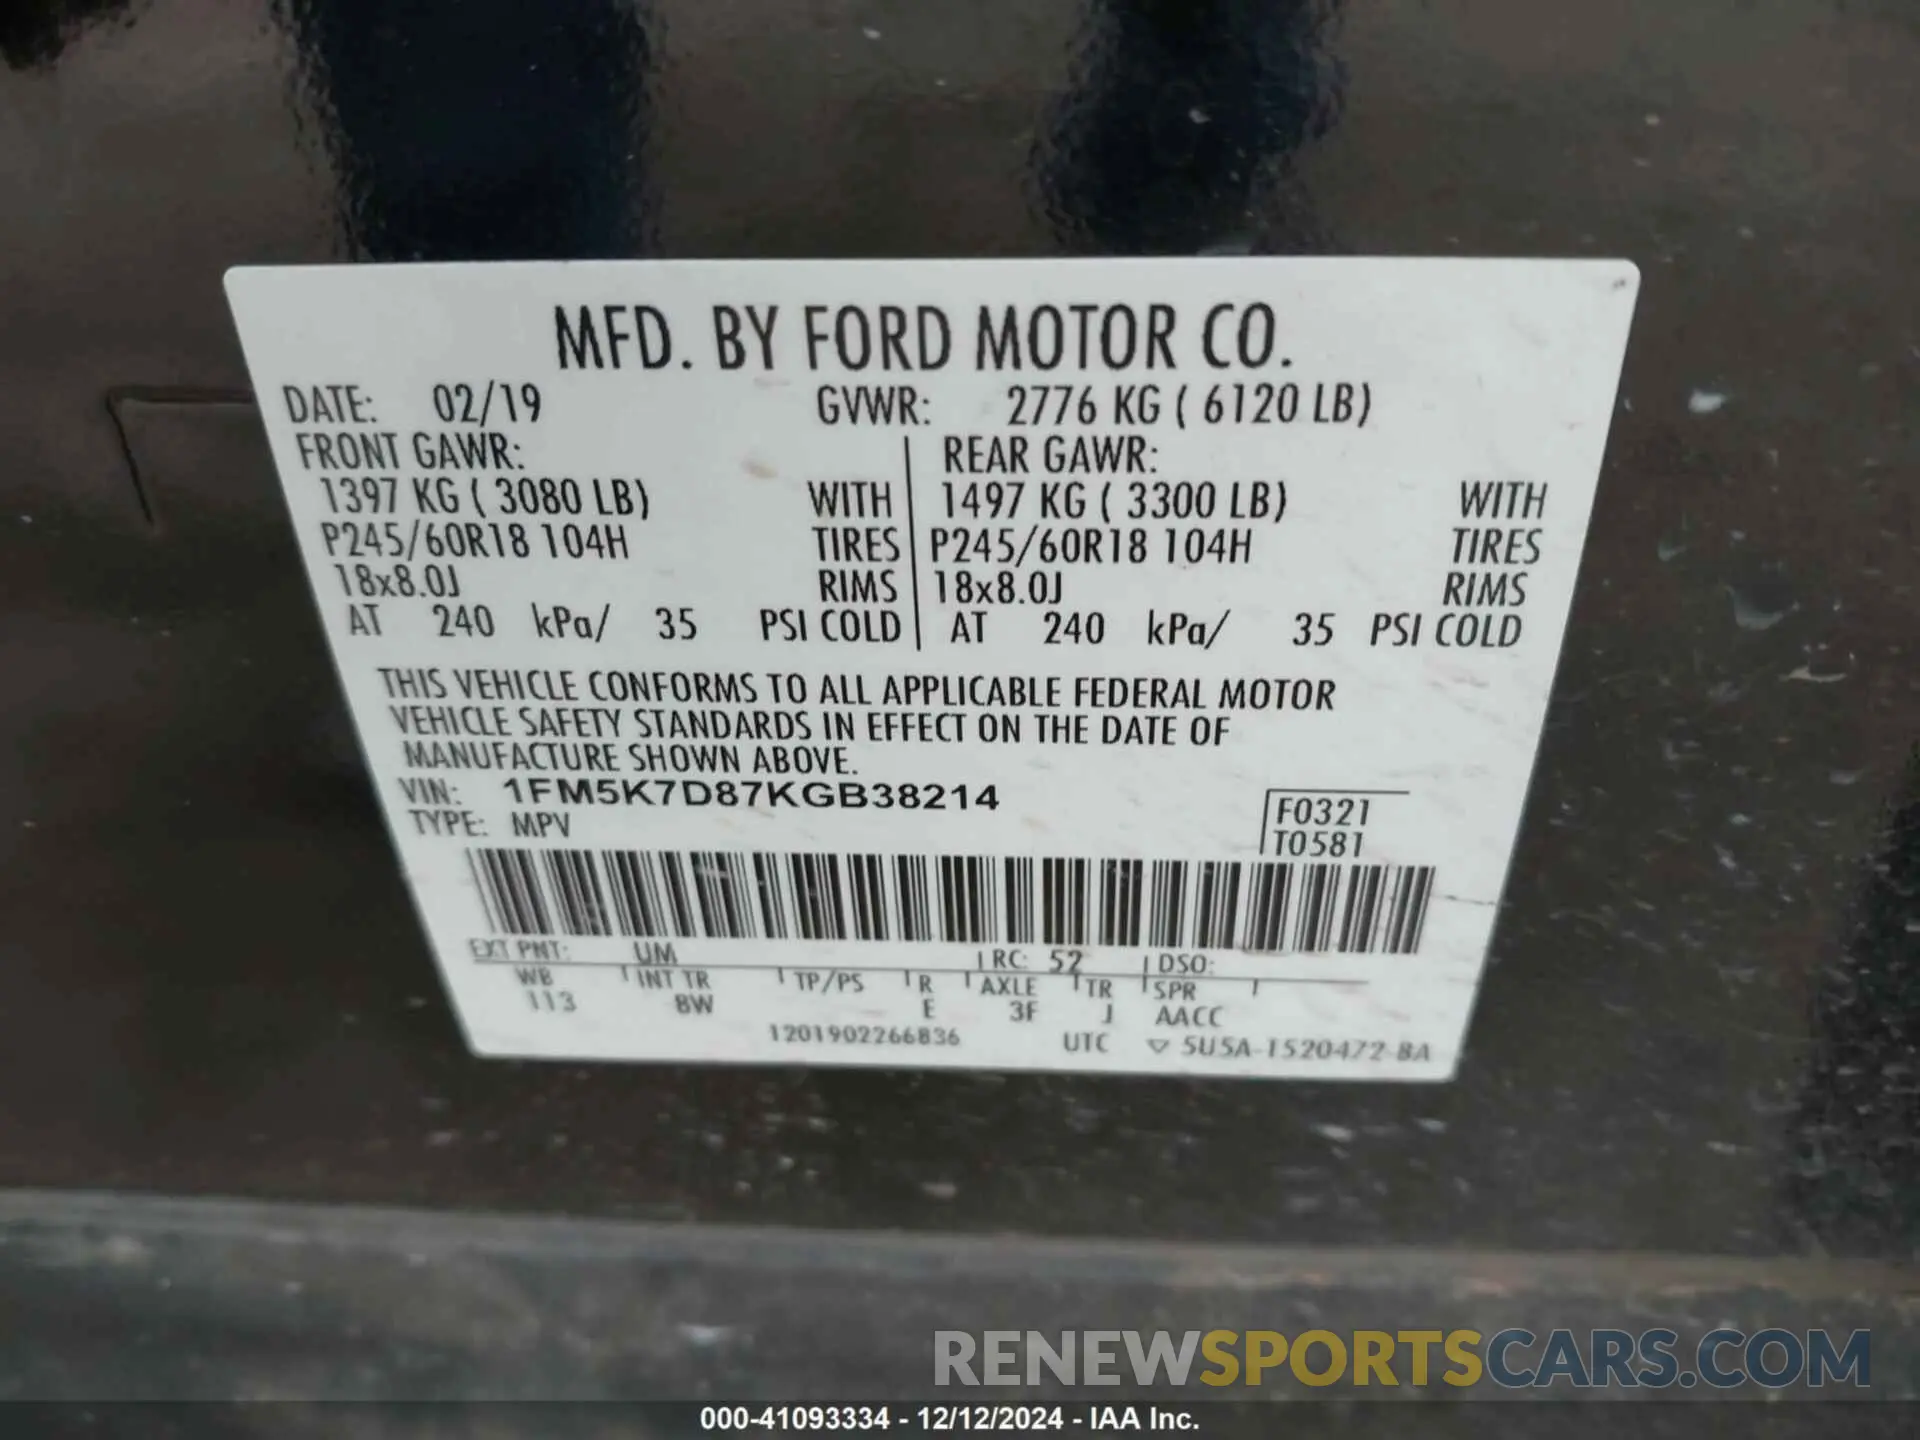 MFD. BY FORD MOTOR CO.
DATE: 02/19 GVWR: 2776 KG ( 6120 LB)
FRONT GAWR: REAR GAWR:
1397 KG ( 3080 LB) WITH 1497 KG ( 3300 LB) WITH
P245/60R18 104H TIRES P245/60R18 104H TIRES
18x8.0J RIMS 18x8.0J RIMS
AT 240 kPa/ 35 PSI COLD AT 240 kPa/ 35 PSI COLD
THIS VEHICLE CONFORMS TO ALL APPLICABLE FEDERAL MOTOR
VEHICLE SAFETY STANDARDS IN EFFECT ON THE DATE OF
MANUFACTURE SHOWN ABOVE.
VIN: 1FM5K7D87KGB38214
TYPE: MPV
F0321
T0581
EXT PNT: UM RC: 52 DSO:
WB INT TR TP/PS R AXLE TR SPR
113 8W E 3F J AACC
1201902266836 UTC ▽ 5U5A-1520472-BA
RENEWSPORTSCARS.COM
000-41093334 - 12/12/2024 - IAA Inc.